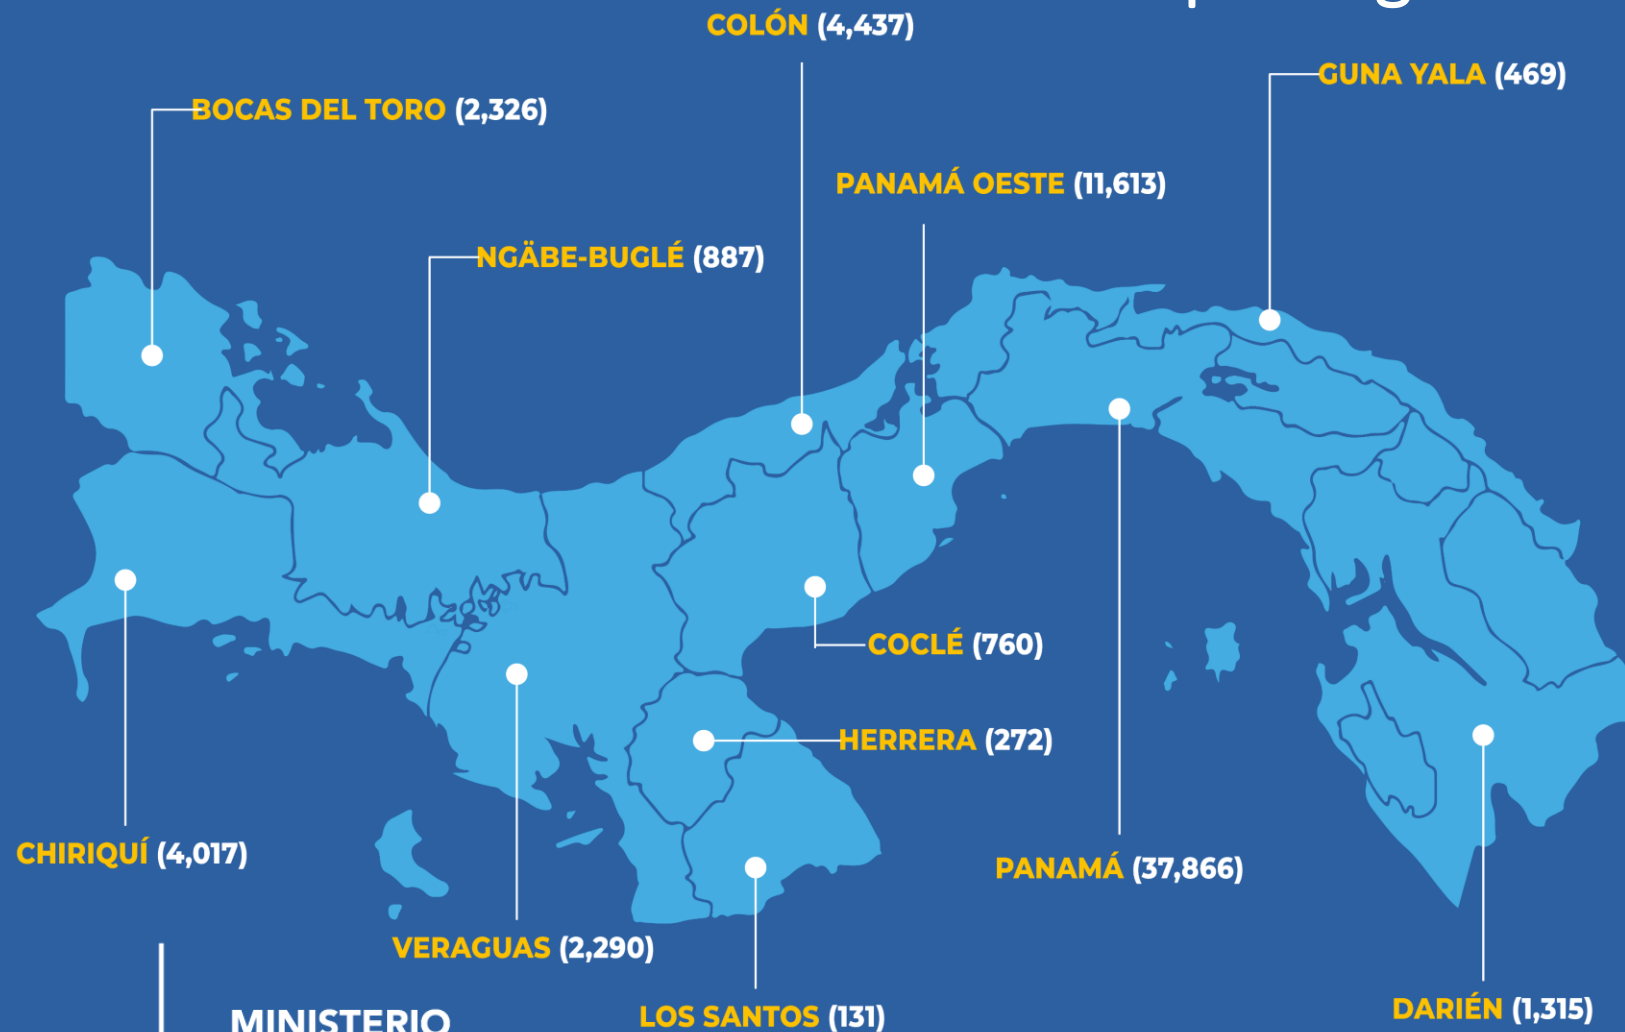 COLÓN (4,437)
GUNA YALA (469)
BOCAS DEL TORO (2,326)
PANAMÁ OESTE (11,613)
NGÄBE-BUGLÉ (887)
COCLÉ (760)
HERRERA (272)
CHIRIQUÍ (4,017)
PANAMÁ (37,866)
VERAGUAS (2,290)
LOS SANTOS (131)
DARIÉN (1,315)
MINISTERIO